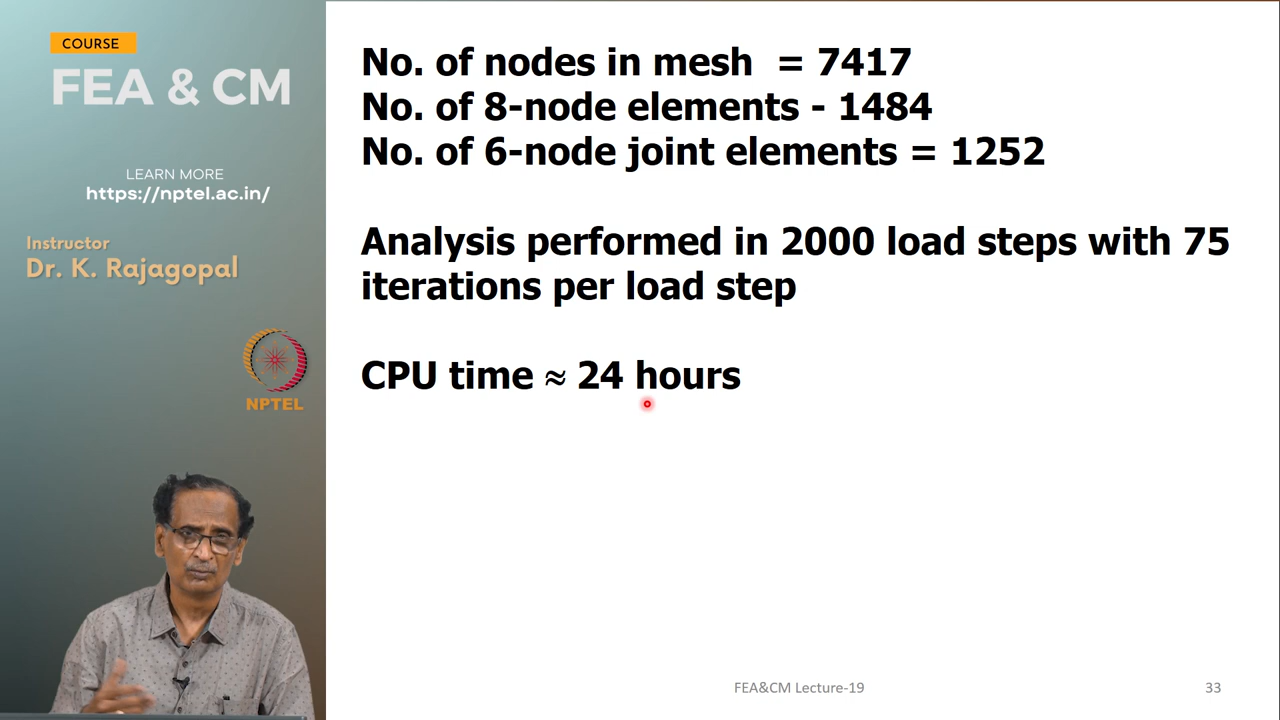 COURSE
FEA & CM
LEARN MORE
https://nptel.ac.in/
Instructor
Dr. K. Rajagopal
NPTEL
No. of nodes in mesh = 7417
No. of 8-node elements - 1484
No. of 6-node joint elements = 1252
Analysis performed in 2000 load steps with 75
iterations per load step
CPU time ≈ 24 hours
FEA&CM Lecture-19
33